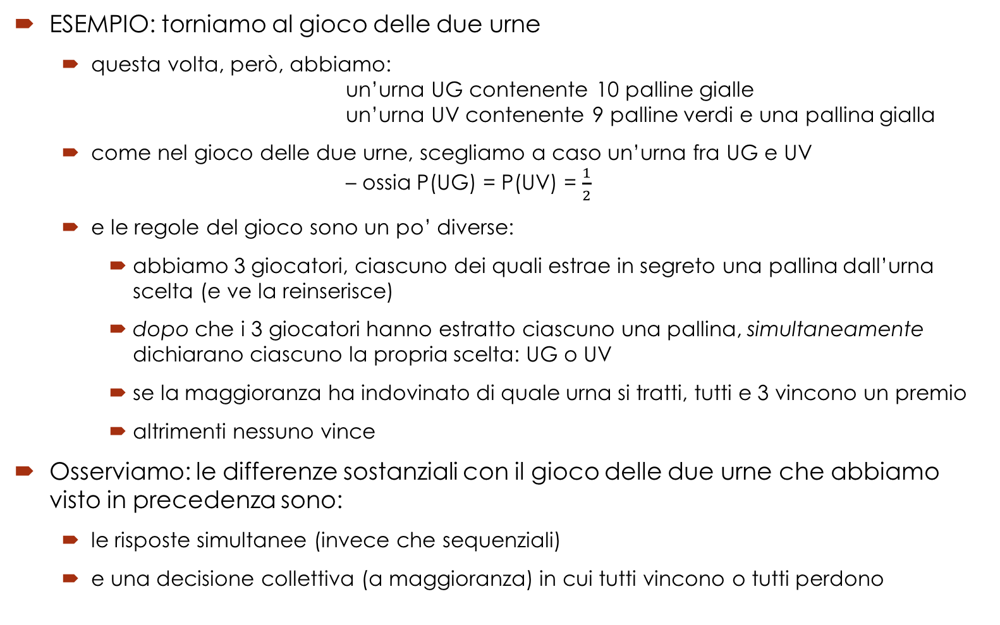 ESEMPIO: torniamo al gioco delle due urne
questa volta, però, abbiamo:
un'urna UG contenente 10 palline gialle
un'urna UV contenente 9 palline verdi e una pallina gialla
come nel gioco delle due urne, scegliamo a caso un'urna fra UG e UV
– ossia P(UG) = P(UV) = 1/2
e le regole del gioco sono un po' diverse:
abbiamo 3 giocatori, ciascuno dei quali estrae in segreto una pallina dall'urna
scelta (e ve la reinserisce)
dopo che i 3 giocatori hanno estratto ciascuno una pallina, simultaneamente
dichiarano ciascuno la propria scelta: UG o UV
se la maggioranza ha indovinato di quale urna si tratti, tutti e 3 vincono un premio
altrimenti nessuno vince
Osserviamo: le differenze sostanziali con il gioco delle due urne che abbiamo
visto in precedenza sono:
le risposte simultanee (invece che sequenziali)
e una decisione collettiva (a maggioranza) in cui tutti vincono o tutti perdono